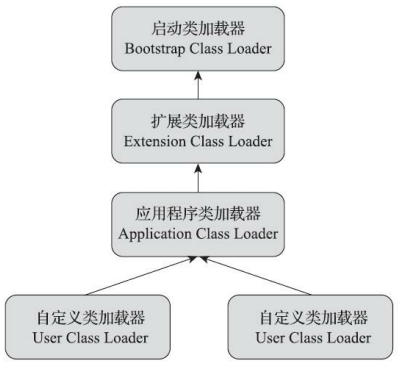 启动类加载器
Bootstrap Class Loader
扩展类加载器
Extension Class Loader
应用程序类加载器
Application Class Loader
自定义类加载器
User Class Loader
自定义类加载器
User Class Loader